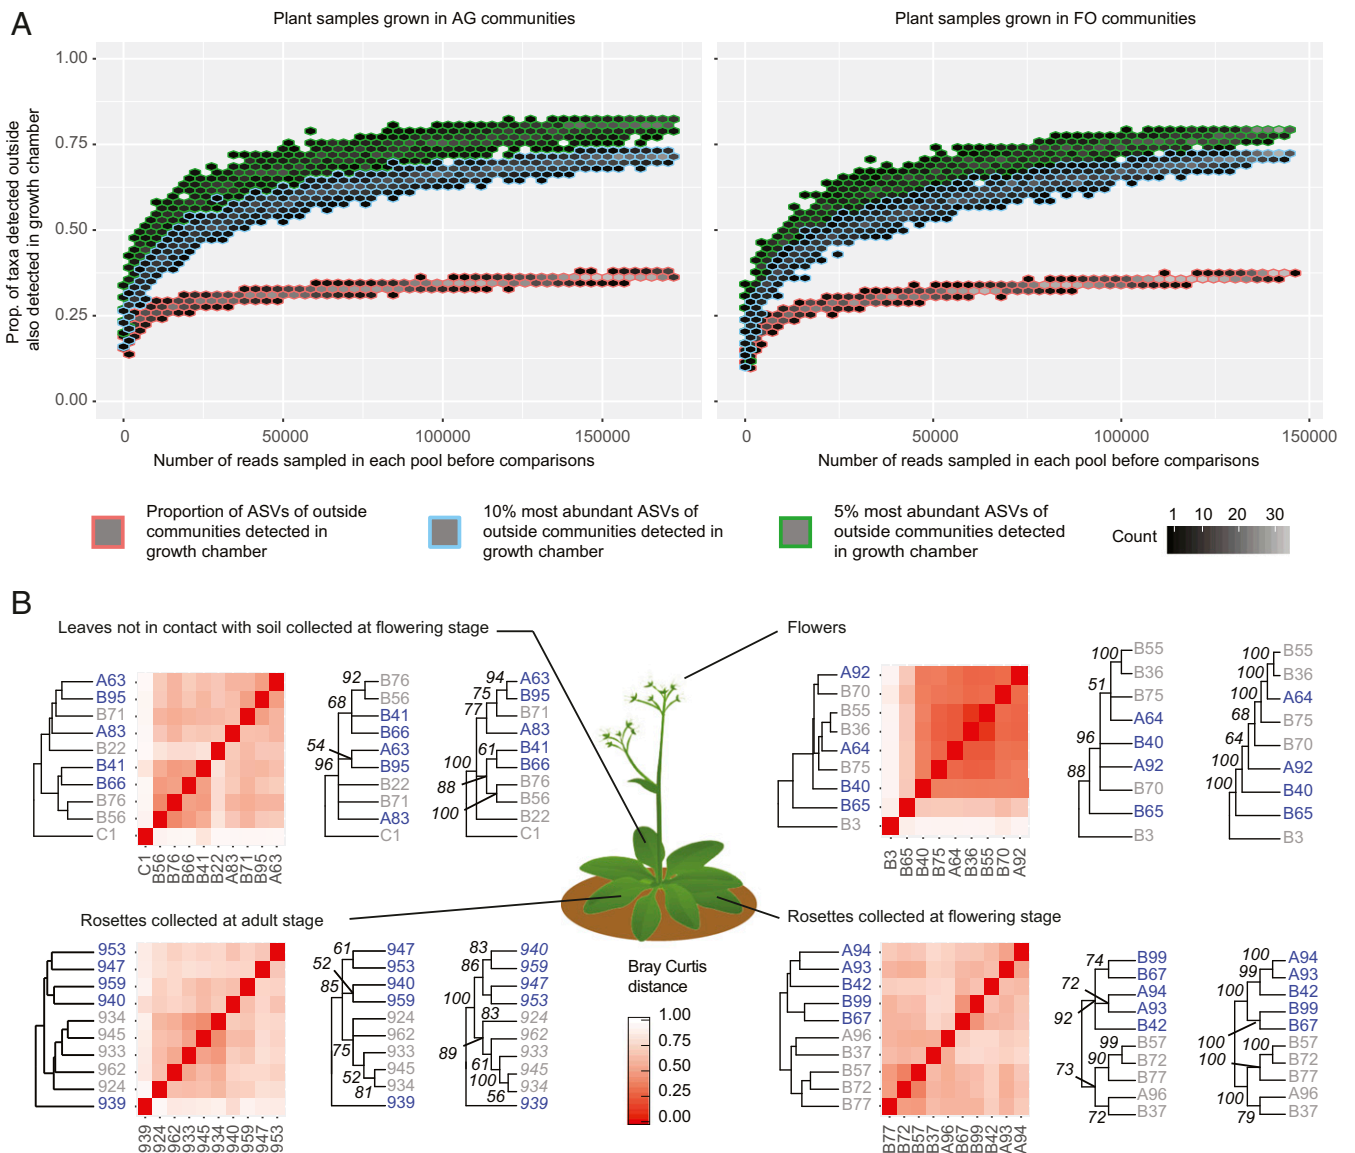 A
Plant samples grown in AG communities
Plant samples grown in FO communities
Prop. of taxa detected outside
also detected in growth chamber
1.00
0.75
0.50
0.25
0.00
0 50000 100000 150000
0 50000 100000 150000
Number of reads sampled in each pool before comparisons
Number of reads sampled in each pool before comparisons
Proportion of ASVs of outside
communities detected in
growth chamber
10% most abundant ASVs of
outside communities detected in
growth chamber
5% most abundant ASVs of
outside communities detected
in growth chamber
Count
1 10 20 30
B
Leaves not in contact with soil collected at flowering stage
A63
B95
B71
A83
B22
B41
B66
B76
B56
C1
C1 B56 B76 B66 B41 B22 A83 B71 B95 A63
92
68
54
96
B76
B56
B41
B66
A63
B95
B22
B71
A83
C1
94
75
77
61
100
88
100
A63
B95
B71
A83
B41
B66
B76
B56
B22
C1
Flowers
A92
B70
B55
B36
A64
B75
B40
B65
B3
B3 B65 B40 B75 A64 B36 B55 B70 A92
100
51
96
88
B55
B36
B75
A64
B40
A92
B70
B65
B3
100
100
100
68
64
100
100
B55
B36
A64
B75
B70
A92
B40
B65
B3
Rosettes collected at adult stage
953
947
959
940
934
945
933
962
924
939
939 924 962 933 945 934 940 959 947 953
61
52
85
75
52
81
947
953
940
959
924
962
933
945
934
939
83
86
100
83
89
61
100
56
940
959
947
953
924
962
933
945
934
939
Bray Curtis
distance
1.00
0.75
0.50
0.25
0.00
Rosettes collected at flowering stage
A94
A93
B42
B99
B67
A96
B37
B57
B72
B77
B77 B72 B57 B37 A96 B67 B99 B42 A93 A94
74
72
92
99
90
73
72
B99
B67
A94
A93
B42
B57
B72
B77
A96
B37
100
99
100
100
100
100
100
79
A94
A93
B42
B99
B67
B57
B72
B77
A96
B37